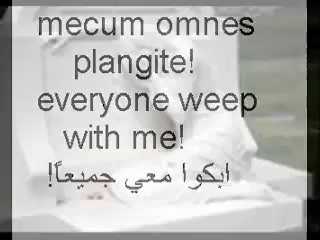 mecum omnes
plangite!
everyone weep
with me!
ابكوا معي جميعاً!